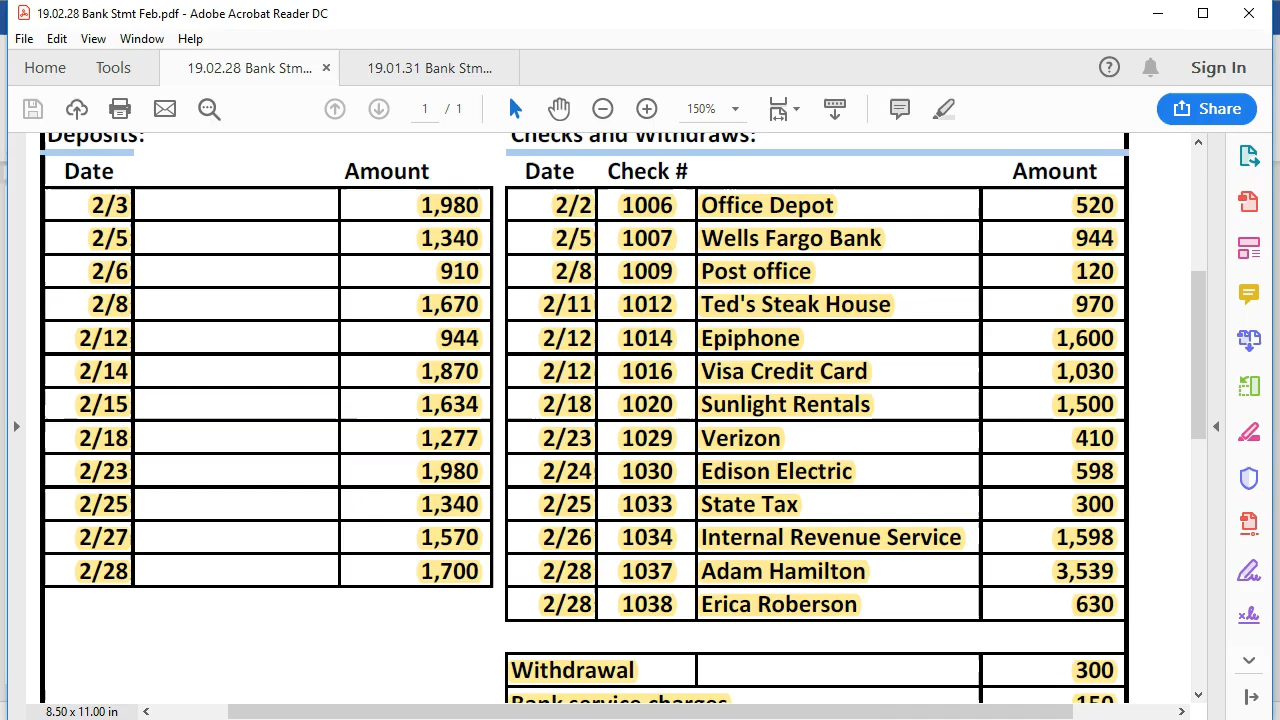 19.02.28 Bank Stmt Feb.pdf - Adobe Acrobat Reader DC
File Edit View Window Help
Home Tools 19.02.28 Bank Stm... × 19.01.31 Bank Stm... Sign In
1 / 1 150% Share
Deposits: Checks and Withdraws:
Date Amount Date Check # Amount
2/3 1,980 2/2 1006 Office Depot 520
2/5 1,340 2/5 1007 Wells Fargo Bank 944
2/6 910 2/8 1009 Post office 120
2/8 1,670 2/11 1012 Ted's Steak House 970
2/12 944 2/12 1014 Epiphone 1,600
2/14 1,870 2/12 1016 Visa Credit Card 1,030
2/15 1,634 2/18 1020 Sunlight Rentals 1,500
2/18 1,277 2/23 1029 Verizon 410
2/23 1,980 2/24 1030 Edison Electric 598
2/25 1,340 2/25 1033 State Tax 300
2/27 1,570 2/26 1034 Internal Revenue Service 1,598
2/28 1,700 2/28 1037 Adam Hamilton 3,539
2/28 1038 Erica Roberson 630
Withdrawal 300
Bank service charges 150
8.50 x 11.00 in